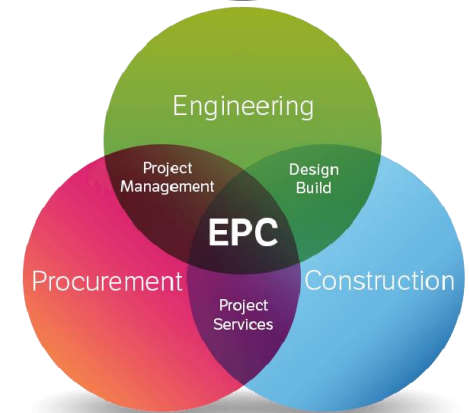 Engineering
Project
Management
Design
Build
EPC
Procurement
Construction
Project
Services